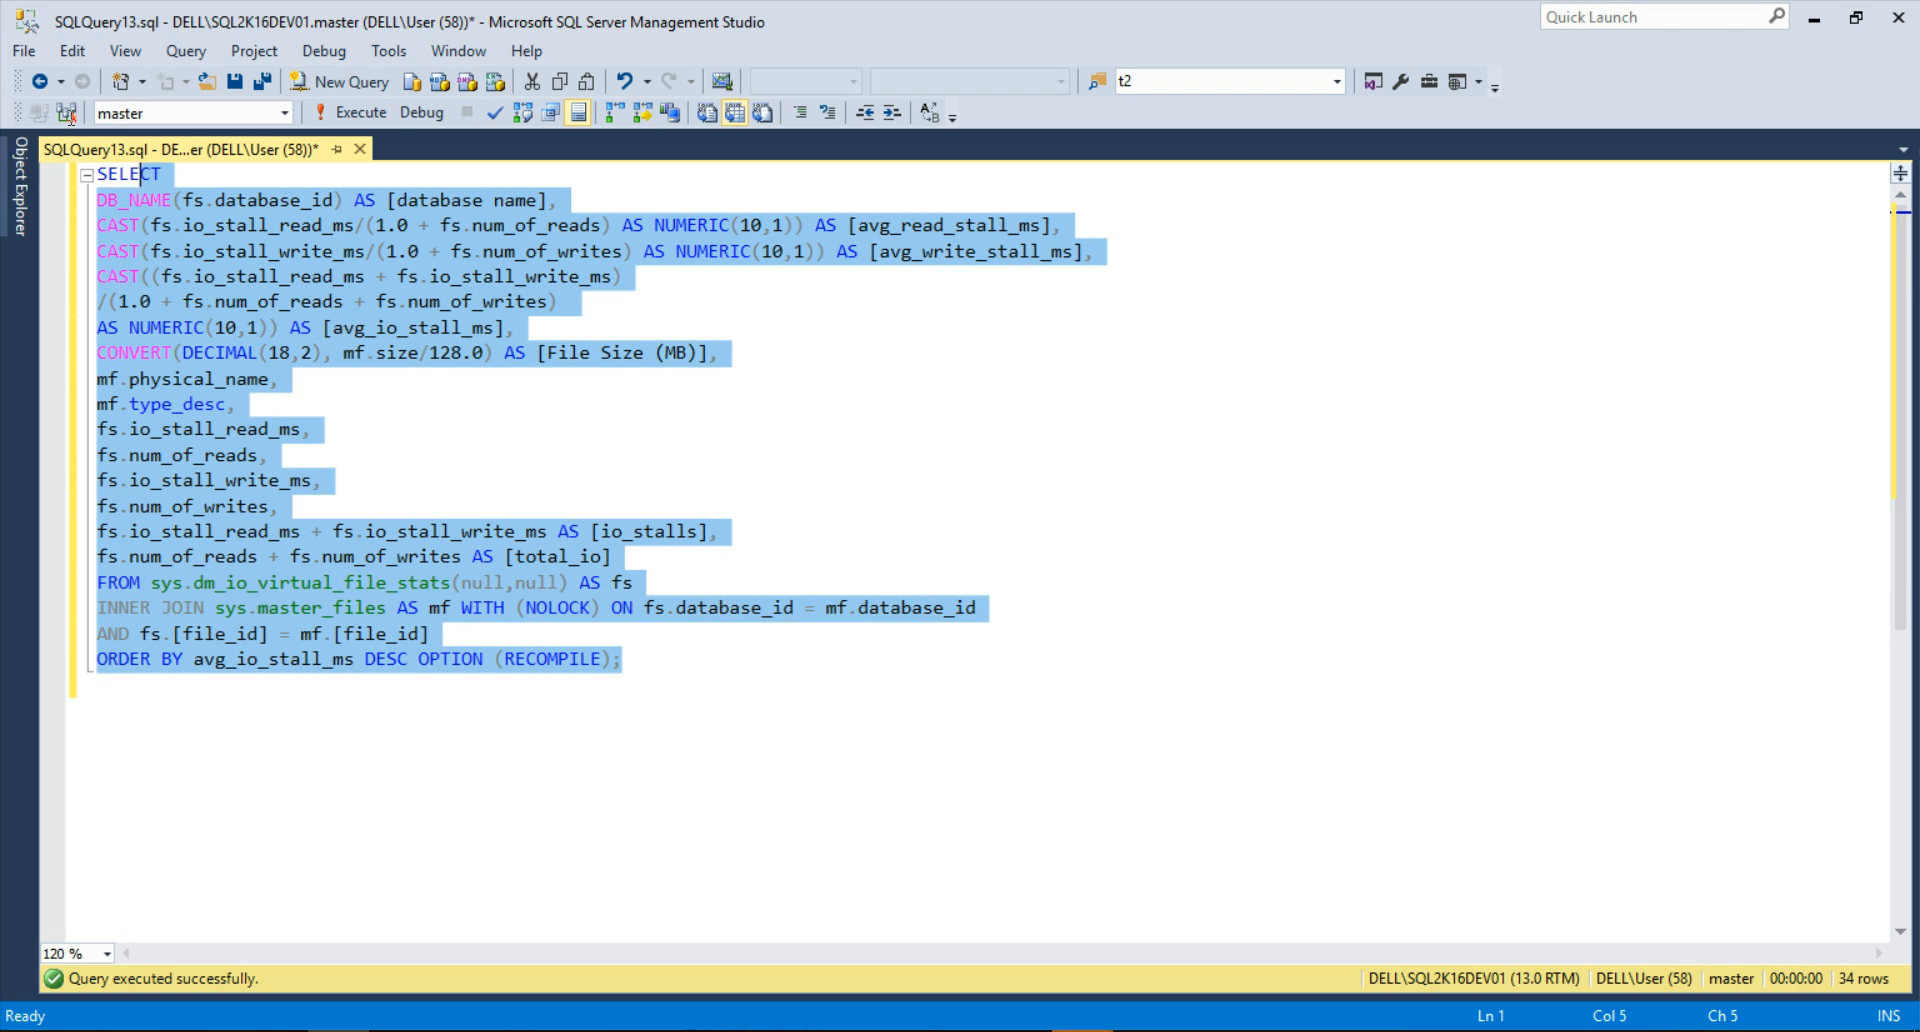 SQLQuery13.sql - DELL\SQL2K16DEV01.master (DELL\User (58))* - Microsoft SQL Server Management Studio
Quick Launch
File Edit View Query Project Debug Tools Window Help
New Query
t2
master
Execute Debug
Object Explorer
SQLQuery13.sql - DE...er (DELL\User (58))*
SELECT
DB_NAME(fs.database_id) AS [database name],
CAST(fs.io_stall_read_ms/(1.0 + fs.num_of_reads) AS NUMERIC(10,1)) AS [avg_read_stall_ms],
CAST(fs.io_stall_write_ms/(1.0 + fs.num_of_writes) AS NUMERIC(10,1)) AS [avg_write_stall_ms],
CAST((fs.io_stall_read_ms + fs.io_stall_write_ms)
/(1.0 + fs.num_of_reads + fs.num_of_writes)
AS NUMERIC(10,1)) AS [avg_io_stall_ms],
CONVERT(DECIMAL(18,2), mf.size/128.0) AS [File Size (MB)],
mf.physical_name,
mf.type_desc,
fs.io_stall_read_ms,
fs.num_of_reads,
fs.io_stall_write_ms,
fs.num_of_writes,
fs.io_stall_read_ms + fs.io_stall_write_ms AS [io_stalls],
fs.num_of_reads + fs.num_of_writes AS [total_io]
FROM sys.dm_io_virtual_file_stats(null,null) AS fs
INNER JOIN sys.master_files AS mf WITH (NOLOCK) ON fs.database_id = mf.database_id
AND fs.[file_id] = mf.[file_id]
ORDER BY avg_io_stall_ms DESC OPTION (RECOMPILE);
120 %
Query executed successfully.
DELL\SQL2K16DEV01 (13.0 RTM) DELL\User (58) master 00:00:00 34 rows
Ready
Ln 1 Col 5 Ch 5 INS